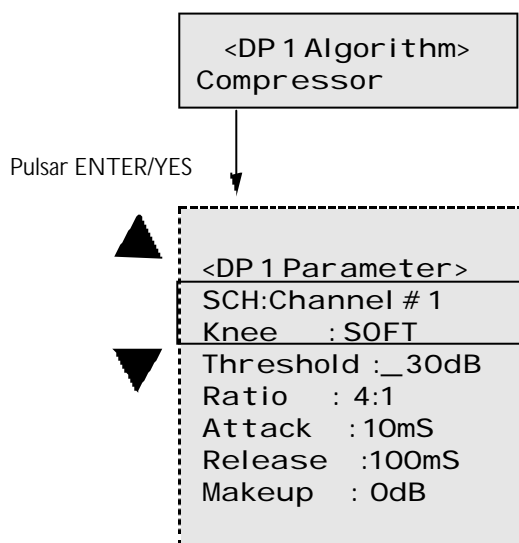 <DP 1 Algorithm>
Compressor
Pulsar ENTER/YES
<DP 1 Parameter>
SCH:Channel # 1
Knee : SOFT
Threshold :_30dB
Ratio : 4:1
Attack : 10mS
Release :100mS
Makeup : 0dB